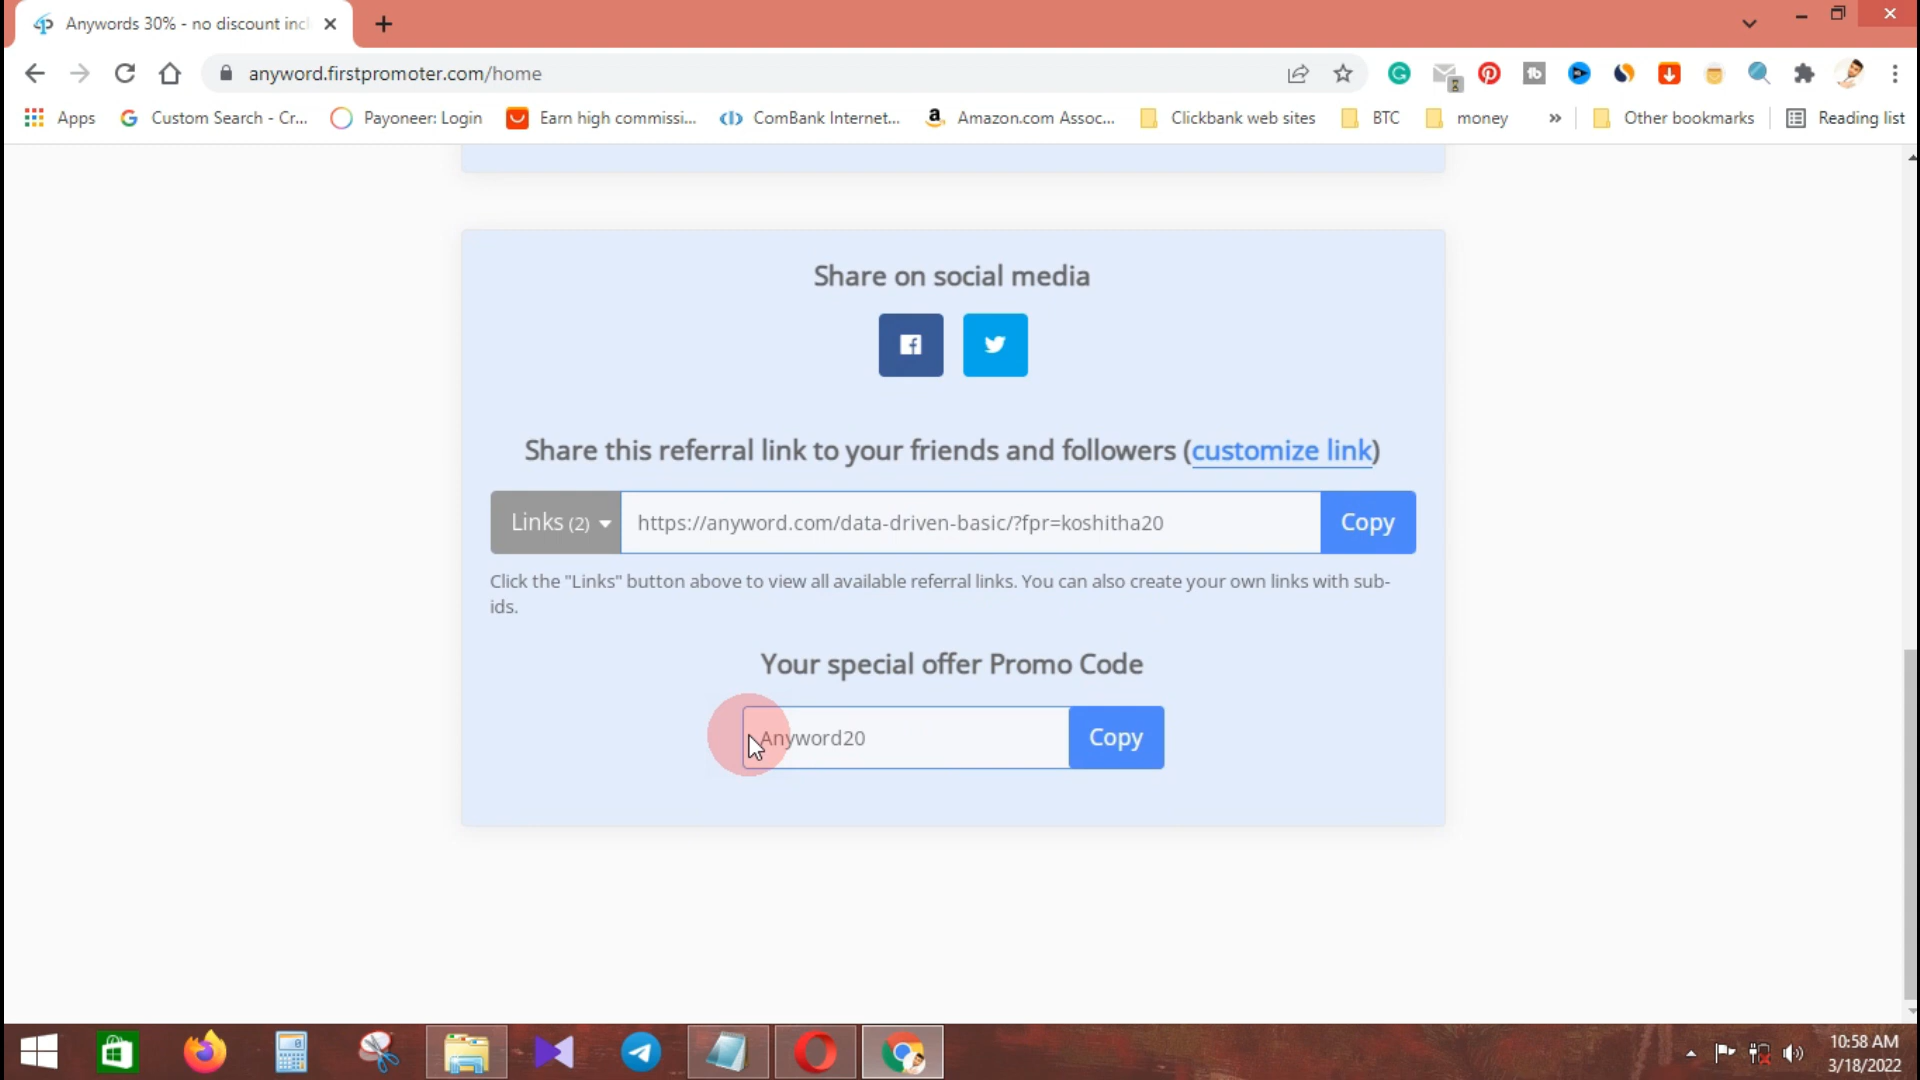 Anywords 30% - no discount inc
anyword.firstpromoter.com/home
Apps
Custom Search - Cr...
Payoneer: Login
Earn high commissi...
ComBank Internet...
Amazon.com Assoc...
Clickbank web sites
BTC
money
»
Other bookmarks
Reading list
Share on social media
Share this referral link to your friends and followers (customize link)
Links (2)
https://anyword.com/data-driven-basic/?fpr=koshitha20
Copy
Click the "Links" button above to view all available referral links. You can also create your own links with sub-
ids.
Your special offer Promo Code
Anyword20
Copy
10:58 AM
3/18/2022